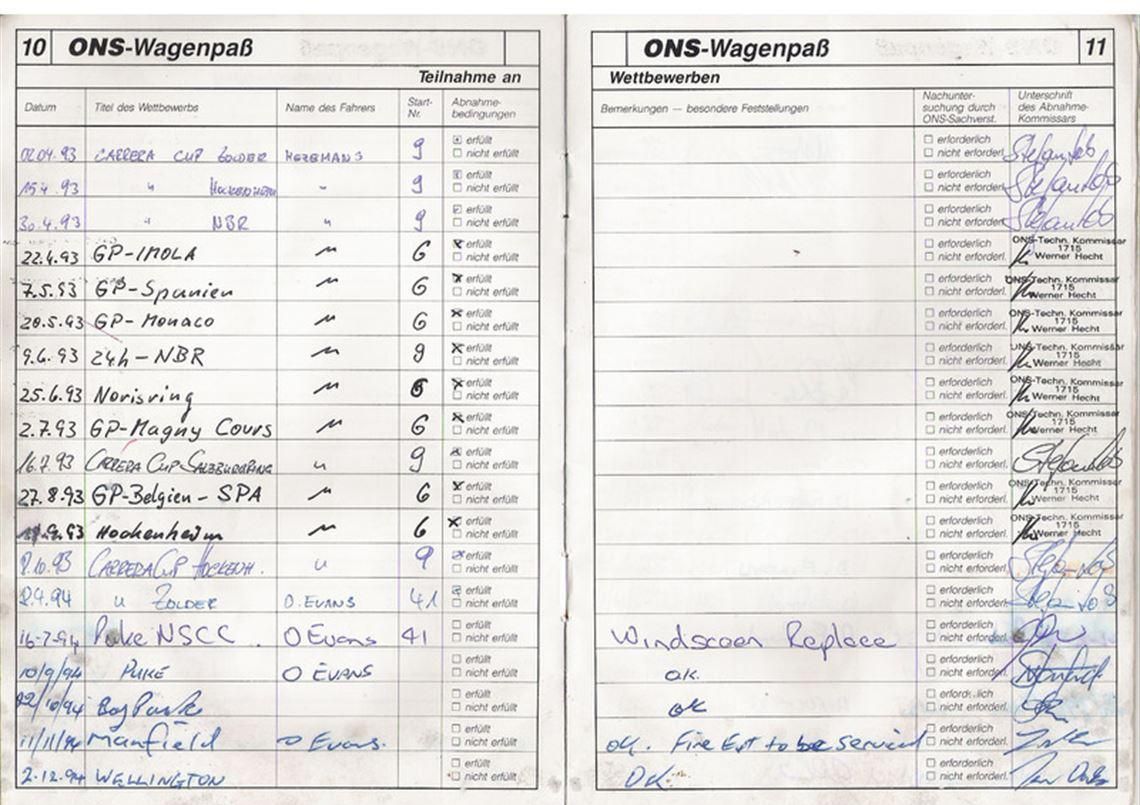 10 ONS-Wagenpaß
Teilnahme an
Datum Titel des Wettbewerbs Name des Fahrers Start-Nr. Abnahme-bedingungen
02.04.93 CARRERA CUP ZOLDER HEZEMANS 9 erfüllt
nicht erfüllt
15.4.93 " HOCKENHEIM " 9 erfüllt
nicht erfüllt
30.4.93 " NBR " 9 erfüllt
nicht erfüllt
22.4.93 GP-IMOLA " 6 erfüllt
nicht erfüllt
7.5.93 GP-Spanien " 6 erfüllt
nicht erfüllt
20.5.93 GP-Monaco " 6 erfüllt
nicht erfüllt
9.6.93 24h-NBR " 9 erfüllt
nicht erfüllt
25.6.93 Norisring " 6 erfüllt
nicht erfüllt
2.7.93 GP-Magny Cours " 6 erfüllt
nicht erfüllt
16.7.93 CARRERA CUP SALZBURGRING " 9 erfüllt
nicht erfüllt
27.8.93 GP-Belgien-SPA " 6 erfüllt
nicht erfüllt
.9.93 Hockenheim " 6 erfüllt
nicht erfüllt
8.10.93 CARRERA CUP HOCKENH. " 9 erfüllt
nicht erfüllt
8.4.94 " ZOLDER O. EVANS 41 erfüllt
nicht erfüllt
16-7-94 Puke NSCC O Evans 41 erfüllt
nicht erfüllt
10/9/94 PUKE O EVANS erfüllt
nicht erfüllt
22/10/94 Bay Park erfüllt
nicht erfüllt
11/11/94 Manfield O Evans. erfüllt
nicht erfüllt
2.12.94 WELLINGTON erfüllt
nicht erfüllt
ONS-Wagenpaß 11
Wettbewerben
Bemerkungen — besondere Feststellungen Nachunter-suchung durch ONS-Sachverst. Unterschrift des Abnahme-Kommissars
erforderlich
nicht erforderl.
erforderlich
nicht erforderl.
erforderlich
nicht erforderl.
erforderlich ONS-Techn. Kommissar
1715
nicht erforderl. Werner Hecht
erforderlich ONS-Techn. Kommissar
1715
nicht erforderl. Werner Hecht
erforderlich ONS-Techn. Kommissar
1715
nicht erforderl. Werner Hecht
erforderlich ONS-Techn. Kommissar
1715
nicht erforderl. Werner Hecht
erforderlich ONS-Techn. Kommissar
1715
nicht erforderl. Werner Hecht
erforderlich ONS-Techn. Kommissar
1715
nicht erforderl. Werner Hecht
erforderlich
nicht erforderl.
erforderlich ONS-Techn. Kommissar
1715
nicht erforderl. Werner Hecht
erforderlich ONS-Techn. Kommissar
1715
nicht erforderl. Werner Hecht
erforderlich
nicht erforderl.
erforderlich
nicht erforderl.
Windscreen Replace erforderlich
nicht erforderl.
ok. erforderlich
nicht erforderl.
ok erforderlich
nicht erforderl.
ok. Fire Ext to be serviced erforderlich
nicht erforderl.
OK. erforderlich
nicht erforderl.